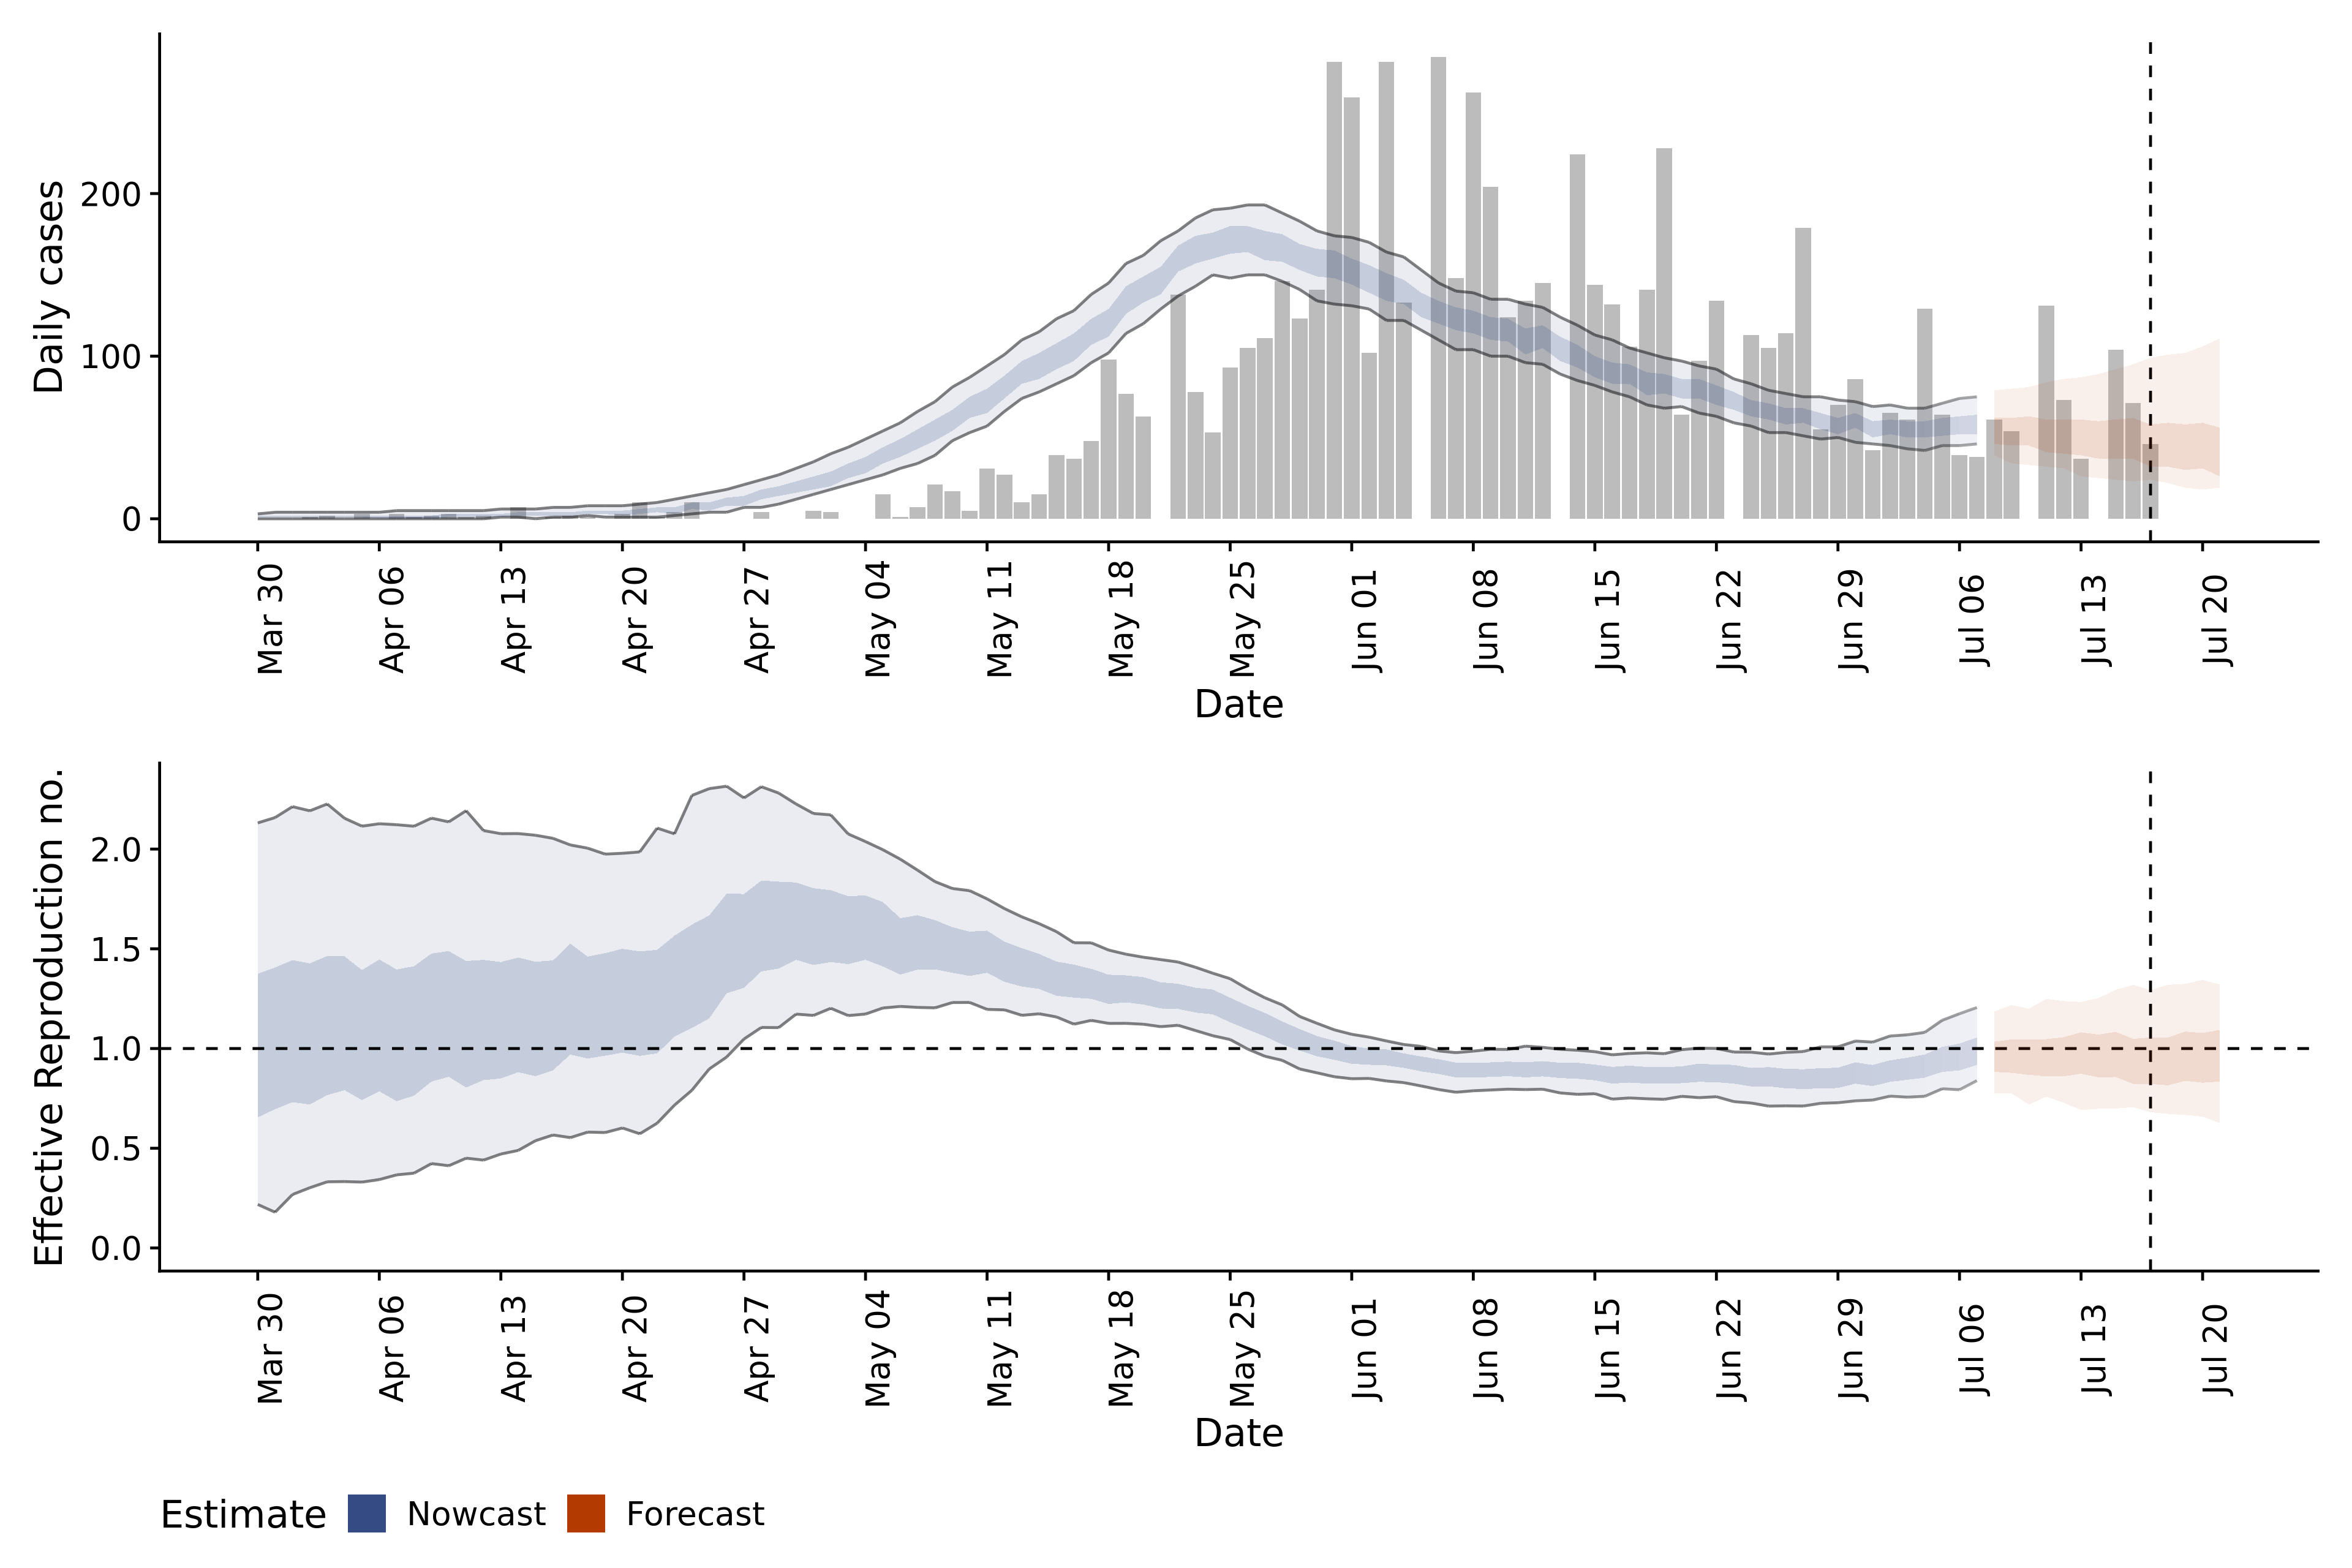 Daily cases
200
100
0
Mar 30
Apr 06
Apr 13
Apr 20
Apr 27
May 04
May 11
May 18
May 25
Jun 01
Jun 08
Jun 15
Jun 22
Jun 29
Jul 06
Jul 13
Jul 20
Date
Effective Reproduction no.
2.0
1.5
1.0
0.5
0.0
Mar 30
Apr 06
Apr 13
Apr 20
Apr 27
May 04
May 11
May 18
May 25
Jun 01
Jun 08
Jun 15
Jun 22
Jun 29
Jul 06
Jul 13
Jul 20
Date
Estimate Nowcast Forecast